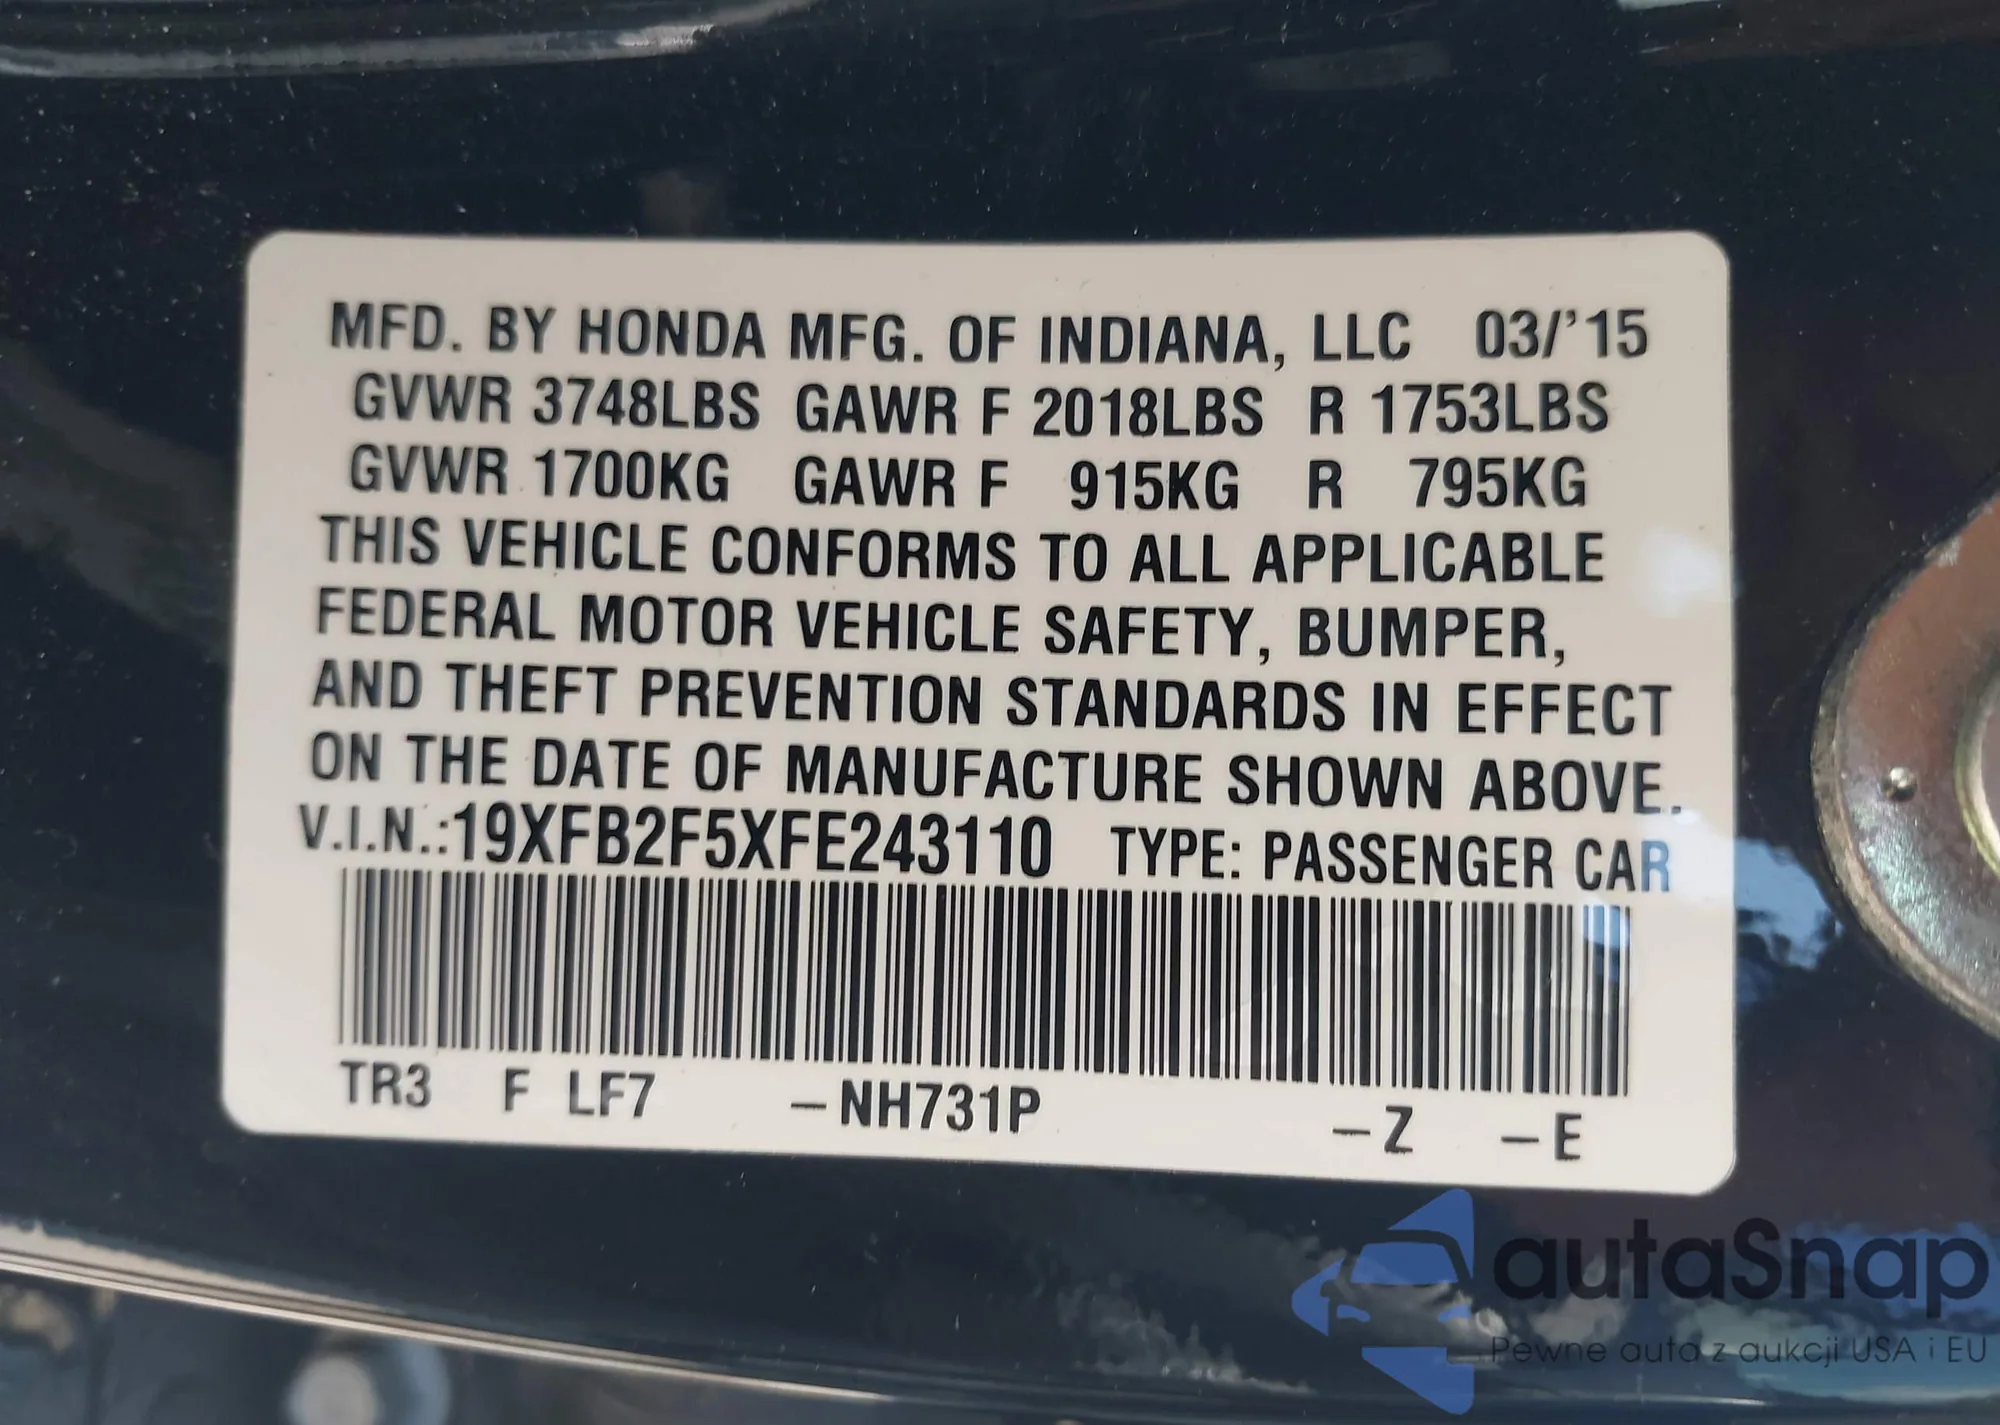 MFD. BY HONDA MFG. OF INDIANA, LLC 03/'15
GVWR 3748LBS GAWR F 2018LBS R 1753LBS
GVWR 1700KG GAWR F 915KG R 795KG
THIS VEHICLE CONFORMS TO ALL APPLICABLE
FEDERAL MOTOR VEHICLE SAFETY, BUMPER,
AND THEFT PREVENTION STANDARDS IN EFFECT
ON THE DATE OF MANUFACTURE SHOWN ABOVE.
V.I.N.:19XFB2F5XFE243110 TYPE: PASSENGER CAR
TR3 F LF7 –NH731P –Z –E
autaSnap
Pewne auta z aukcji USA i EU